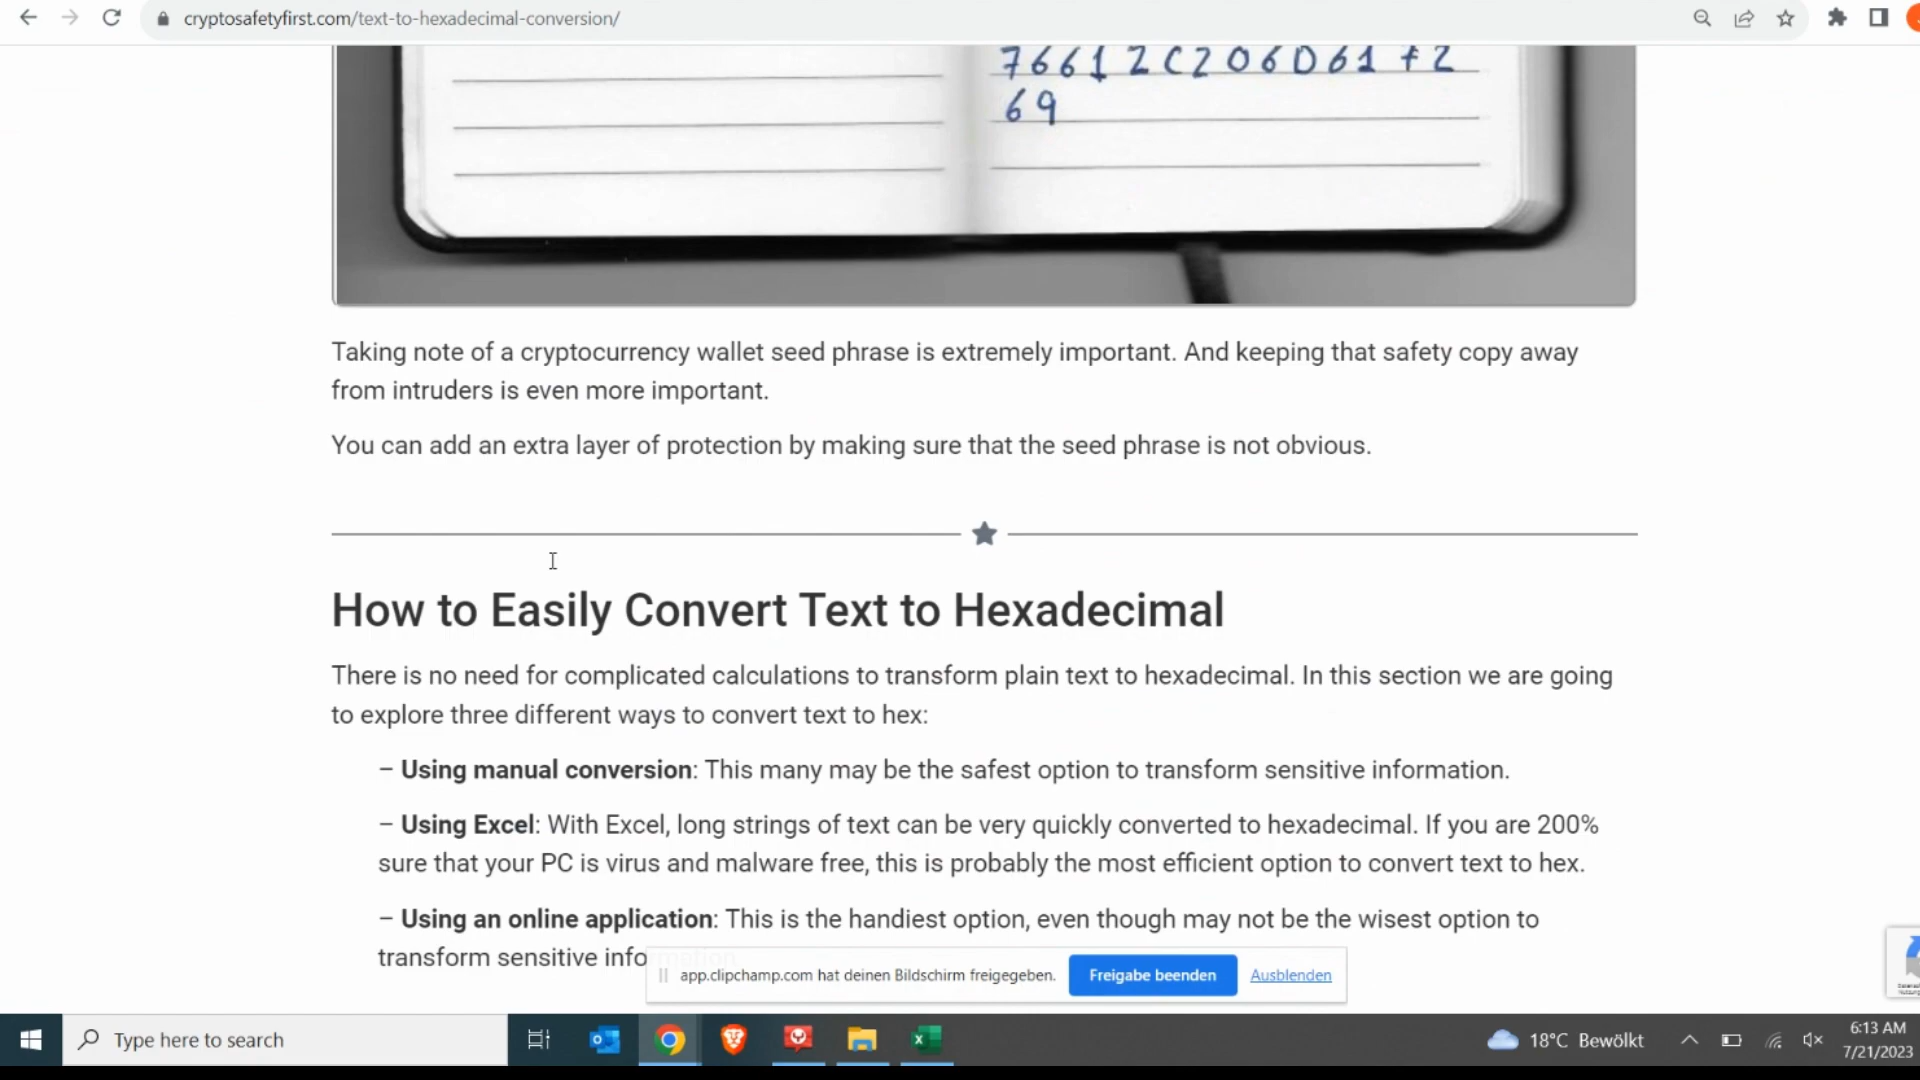 cryptosafetyfirst.com/text-to-hexadecimal-conversion/
76612C206D6172
69
Taking note of a cryptocurrency wallet seed phrase is extremely important. And keeping that safety copy away
from intruders is even more important.
You can add an extra layer of protection by making sure that the seed phrase is not obvious.
How to Easily Convert Text to Hexadecimal
There is no need for complicated calculations to transform plain text to hexadecimal. In this section we are going
to explore three different ways to convert text to hex:
– Using manual conversion: This many may be the safest option to transform sensitive information.
– Using Excel: With Excel, long strings of text can be very quickly converted to hexadecimal. If you are 200%
sure that your PC is virus and malware free, this is probably the most efficient option to convert text to hex.
– Using an online application: This is the handiest option, even though may not be the wisest option to
transform sensitive
app.clipchamp.com hat deinen Bildschirm freigegeben.
Freigabe beenden
Ausblenden
Type here to search
18°C Bewölkt
6:13 AM
7/21/2023